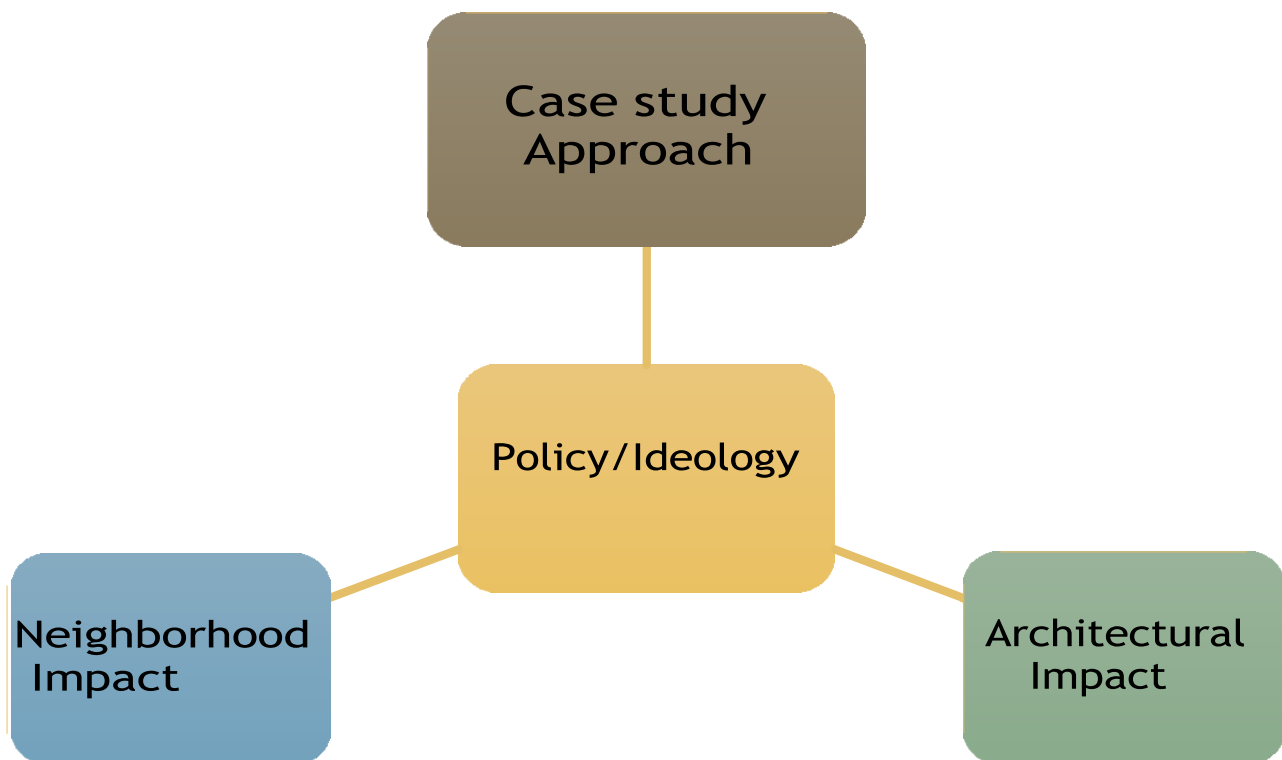 Case study
Approach
Policy/Ideology
Neighborhood
Impact
Architectural
Impact